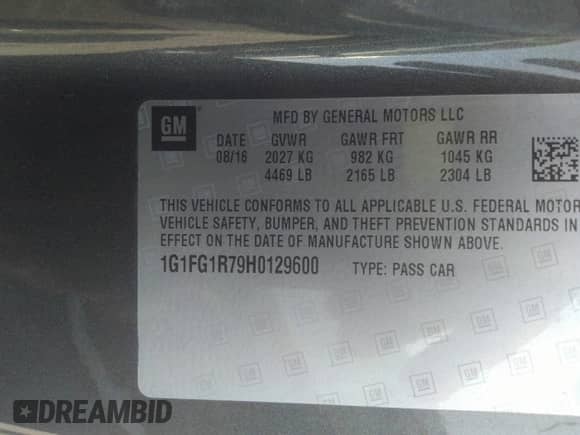 GM
MFD BY GENERAL MOTORS LLC
DATE GVWR GAWR FRT GAWR RR
08/16 2027 KG 982 KG 1045 KG
4469 LB 2165 LB 2304 LB
THIS VEHICLE CONFORMS TO ALL APPLICABLE U.S. FEDERAL MOTOR
VEHICLE SAFETY, BUMPER, AND THEFT PREVENTION STANDARDS IN
EFFECT ON THE DATE OF MANUFACTURE SHOWN ABOVE.
1G1FG1R79H0129600 TYPE: PASS CAR
DREAMBID